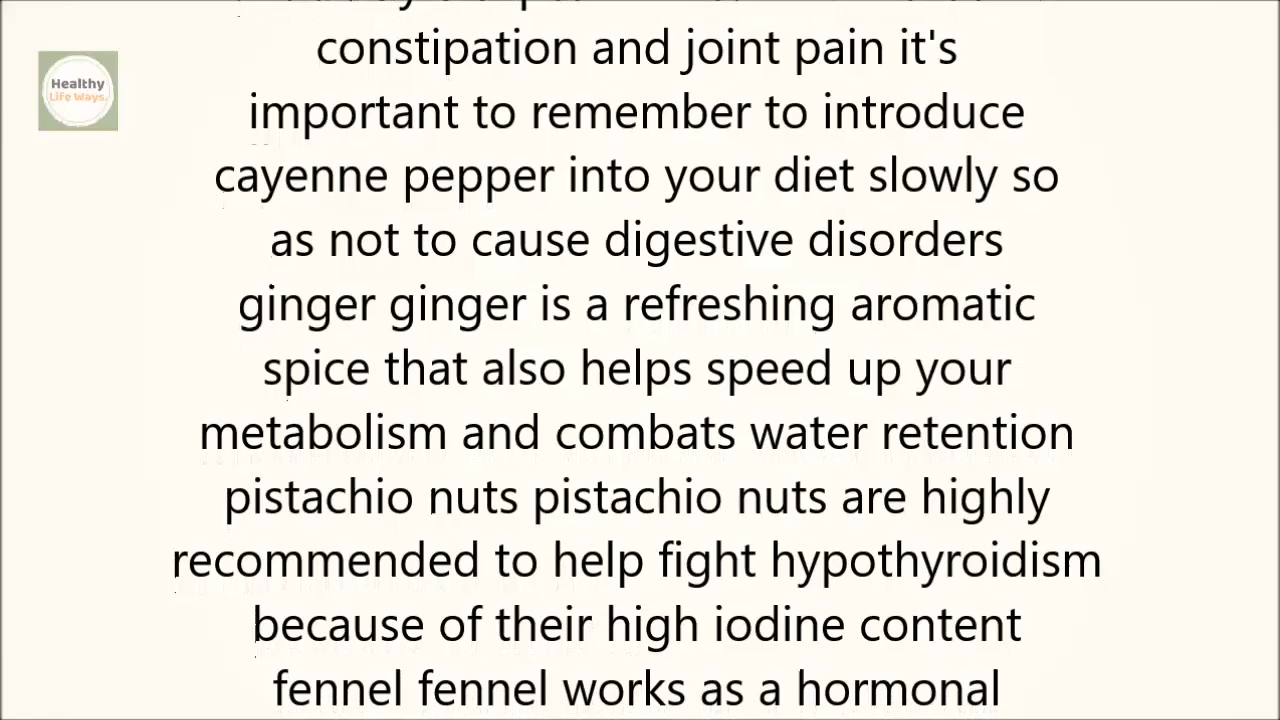 Healthy
Life Ways.
constipation and joint pain it's
important to remember to introduce
cayenne pepper into your diet slowly so
as not to cause digestive disorders
ginger ginger is a refreshing aromatic
spice that also helps speed up your
metabolism and combats water retention
pistachio nuts pistachio nuts are highly
recommended to help fight hypothyroidism
because of their high iodine content
fennel fennel works as a hormonal